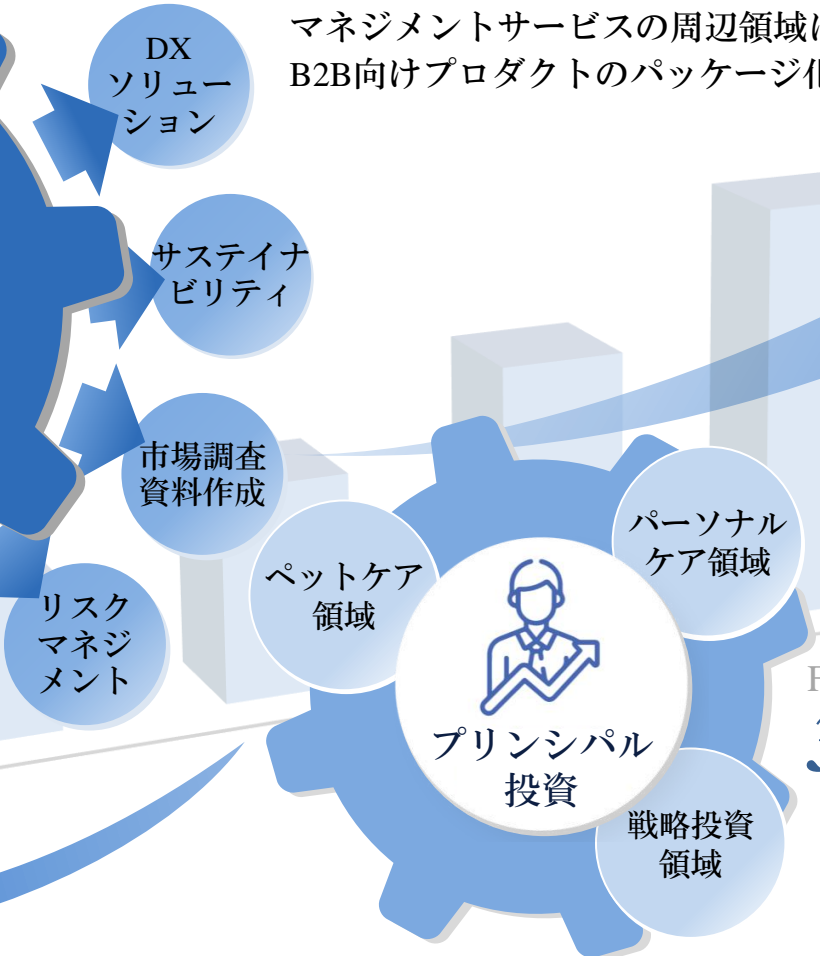 マネジメントサービスの周辺領域
B2B向けプロダクトのパッケージ化
DX
ソリュー
ション
サステイナ
ビリティ
市場調査
資料作成
リスク
マネジ
メント
ペットケア
領域
パーソナル
ケア領域
プリンシパル
投資
戦略投資
領域